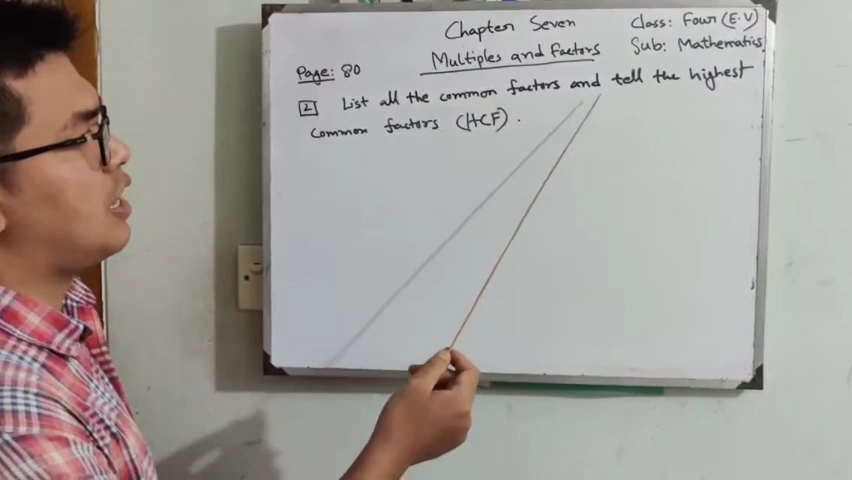 Chapter Seven
Class: Four (E.V)
Multiples and Factors
Sub: Mathematics
Page: 80
2 List all the common factors and tell the highest
common factors (HCF).